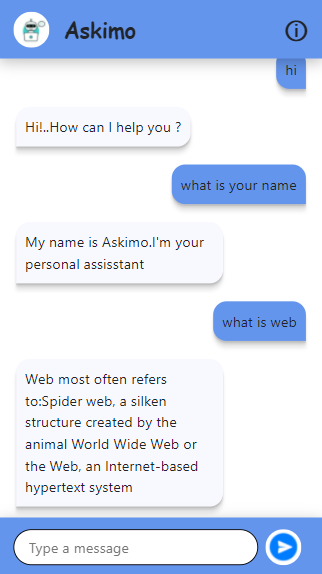 Askimo
hi
Hi!..How can I help you ?
what is your name
My name is Askimo.I'm your
personal assisstant
what is web
Web most often refers
to:Spider web, a silken
structure created by the
animal World Wide Web or
the Web, an Internet-based
hypertext system
Type a message